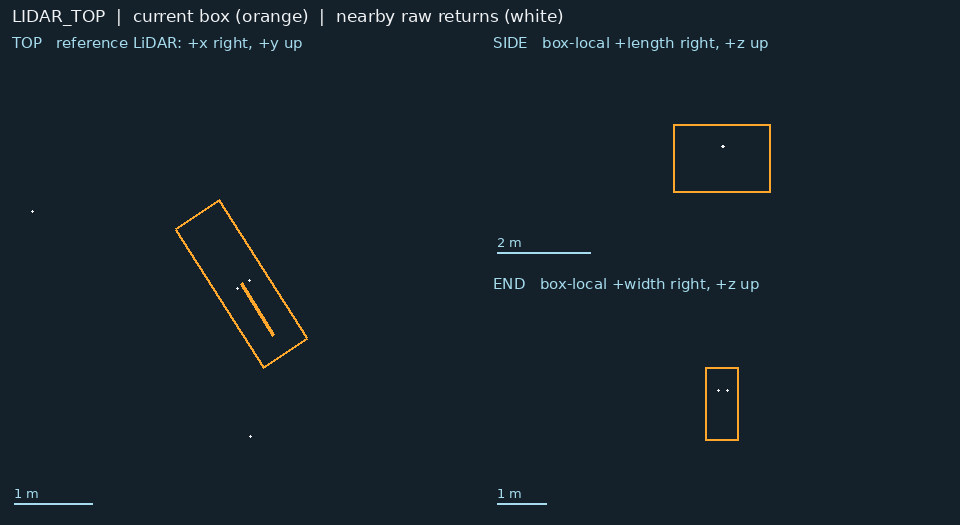 LIDAR_TOP | current box (orange) | nearby raw returns (white)
TOP reference LiDAR: +x right, +y up
SIDE box-local +length right, +z up
2 m
END box-local +width right, +z up
1 m
1 m